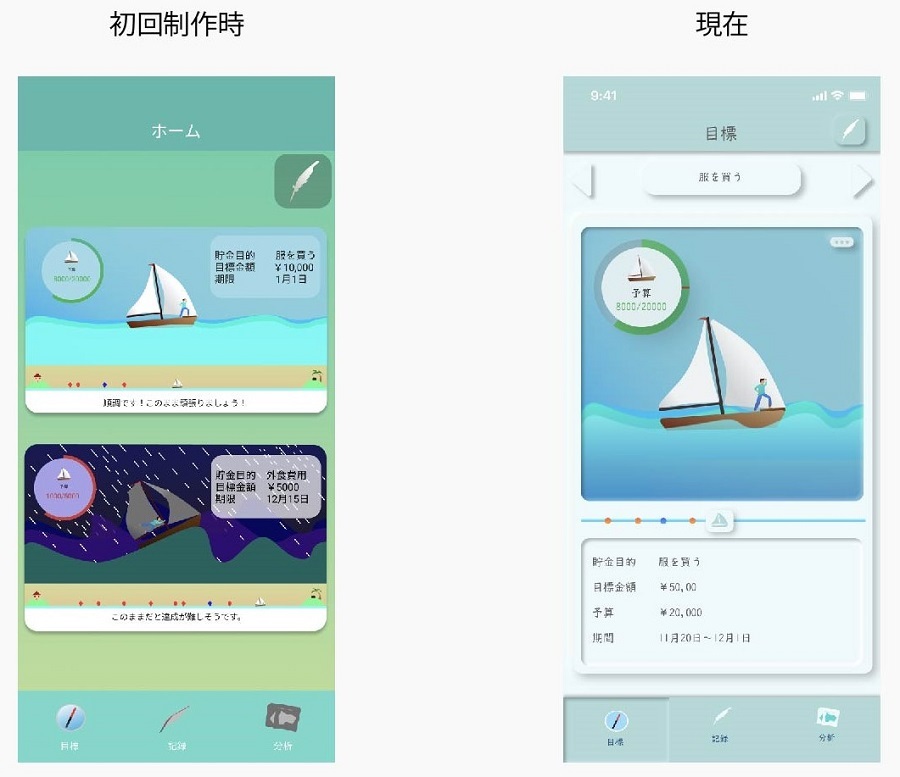 初回制作時
現在
ホーム
予算
8000/20000
貯金目的 服を買う
目標金額 ￥10,000
期限 1月1日
順調です！このまま頑張りましょう！
予算
1000/5000
貯金目的 外食費用
目標金額 ￥5000
期限 12月15日
このままだと達成が難しそうです。
目標 記録 分析
9:41
目標
服を買う
予算
8000/20000
貯金目的 服を買う
目標金額 ￥50,00
予算 ￥20,000
期間 11月20日～12月1日
目標 記録 分析